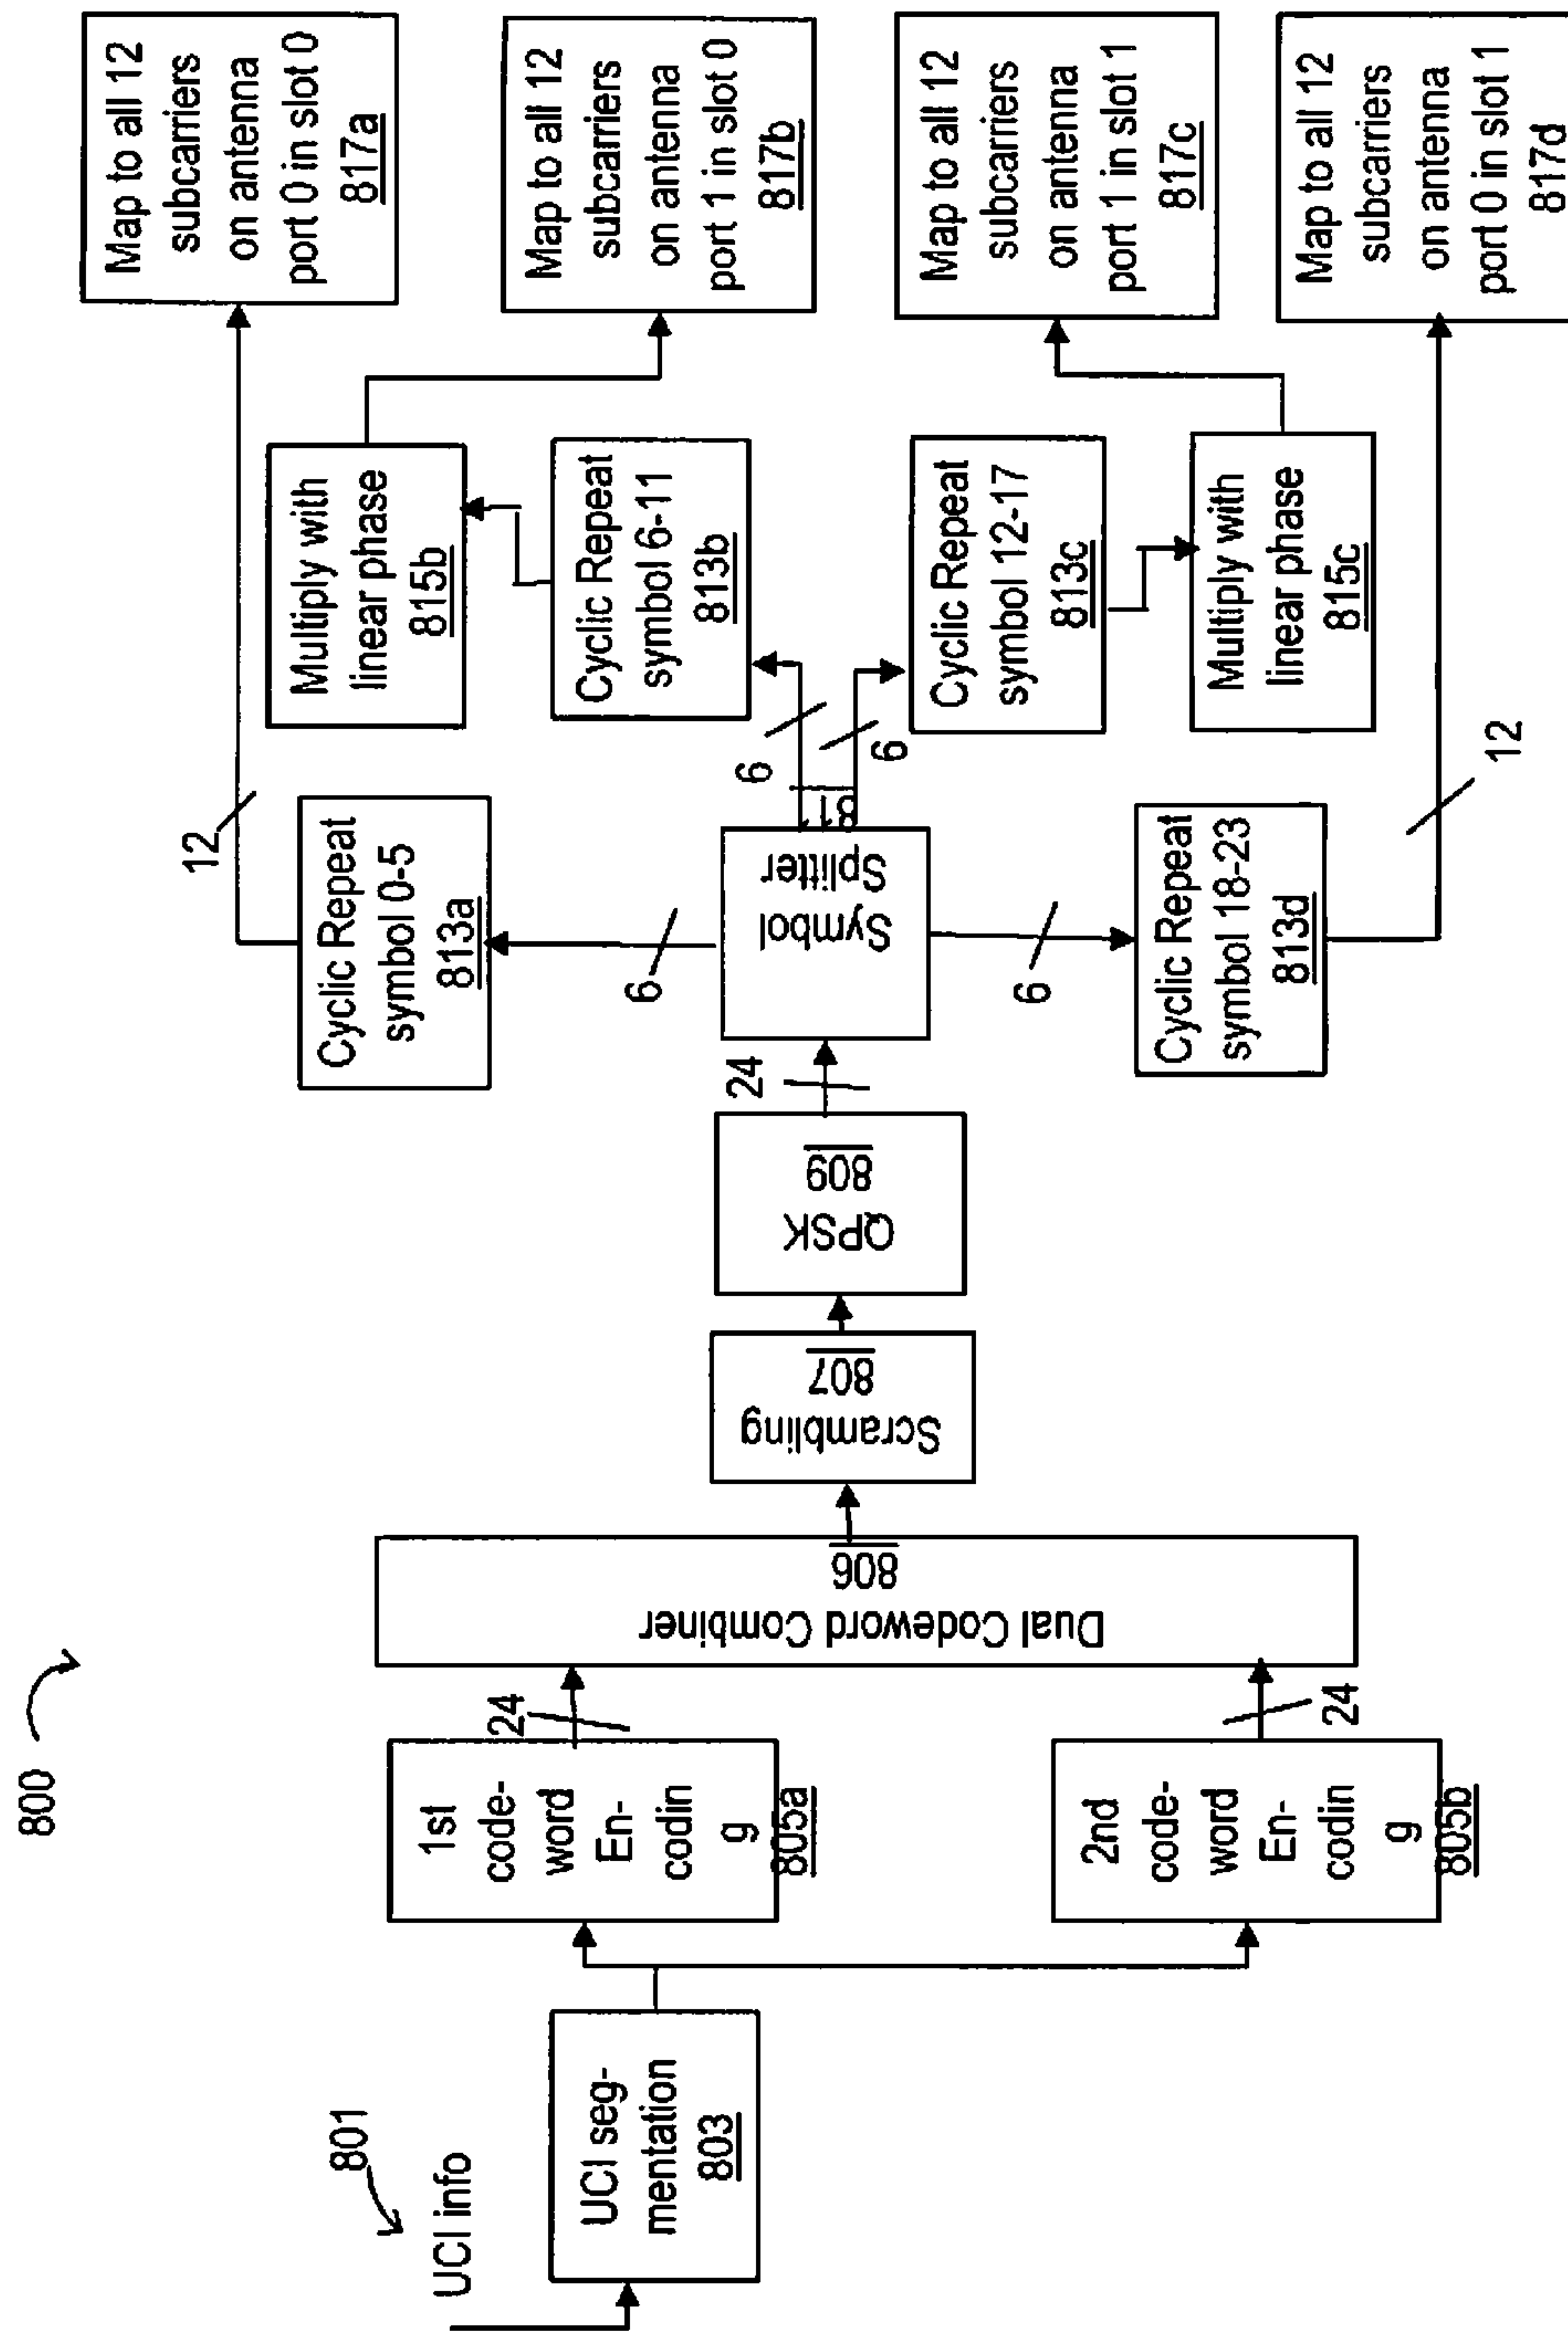 800
801
UCI info
UCI seg-
mentation
803
1st
code-
word
En-
codin
g
805a
24
2nd
code-
word
En-
codin
g
805b
24
Dual Codeword Combiner
806
Scrambling
807
QPSK
809
24
Symbol
Splitter
6
6
6
6
Cyclic Repeat
symbol 0-5
813a
12
Map to all 12
subcarriers
on antenna
port 0 in slot 0
817a
Cyclic Repeat
symbol 6-11
813b
Multiply with
linear phase
815b
Map to all 12
subcarriers
on antenna
port 1 in slot 0
817b
Cyclic Repeat
symbol 12-17
813c
Multiply with
linear phase
815c
Map to all 12
subcarriers
on antenna
port 1 in slot 1
817c
Cyclic Repeat
symbol 18-23
813d
12
Map to all 12
subcarriers
on antenna
port 0 in slot 1
817d